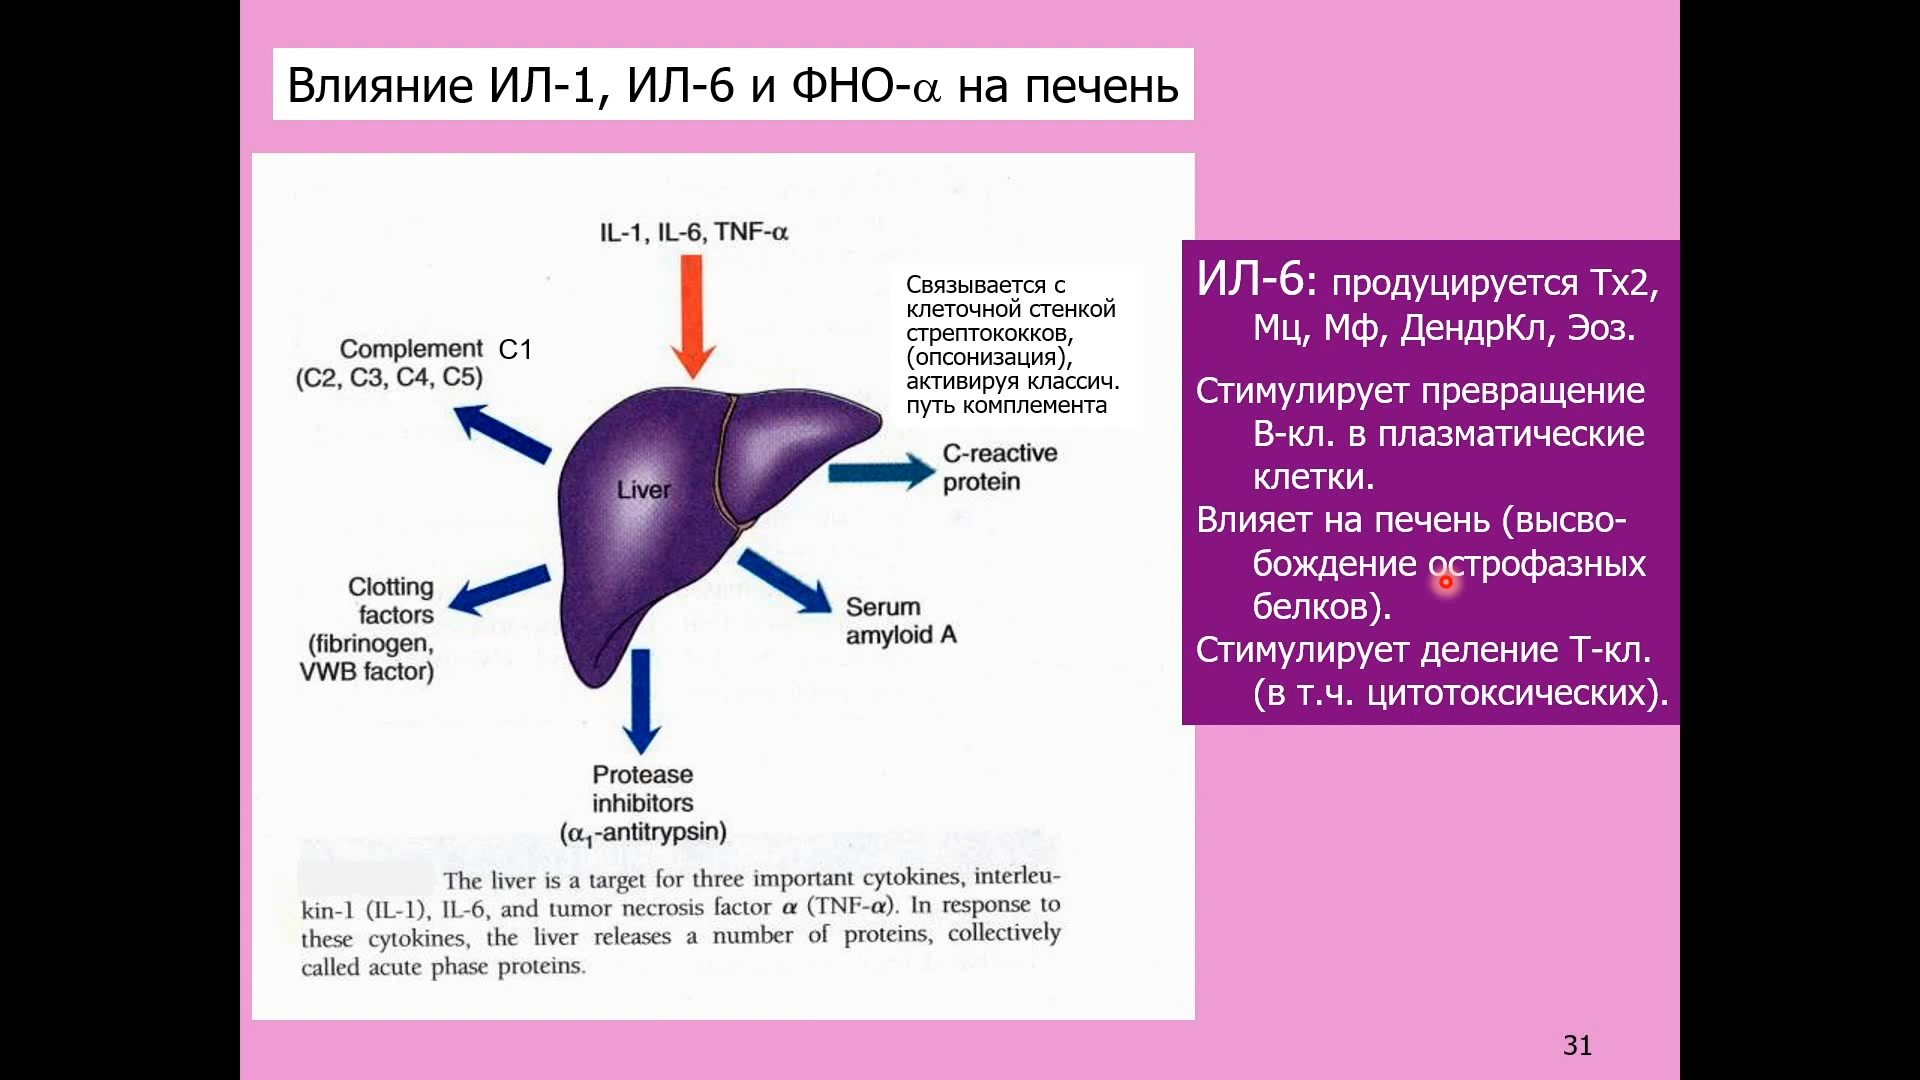 Влияние ИЛ-1, ИЛ-6 и ФНО-α на печень
IL-1, IL-6, TNF-α
Связывается с
клеточной стенкой
стрептококков,
(опсонизация),
активируя классич.
путь комплемента
Complement C1
(C2, C3, C4, C5)
C-reactive
protein
Liver
Clotting
factors
(fibrinogen,
VWB factor)
Serum
amyloid A
Protease
inhibitors
(α1-antitrypsin)
The liver is a target for three important cytokines, interleu-
kin-1 (IL-1), IL-6, and tumor necrosis factor α (TNF-α). In response to
these cytokines, the liver releases a number of proteins, collectively
called acute phase proteins.
ИЛ-6: продуцируется Тх2,
Мц, Мф, ДендрКл, Эоз.
Стимулирует превращение
В-кл. в плазматические
клетки.
Влияет на печень (высво-
бождение острофазных
белков).
Стимулирует деление Т-кл.
(в т.ч. цитотоксических).
31